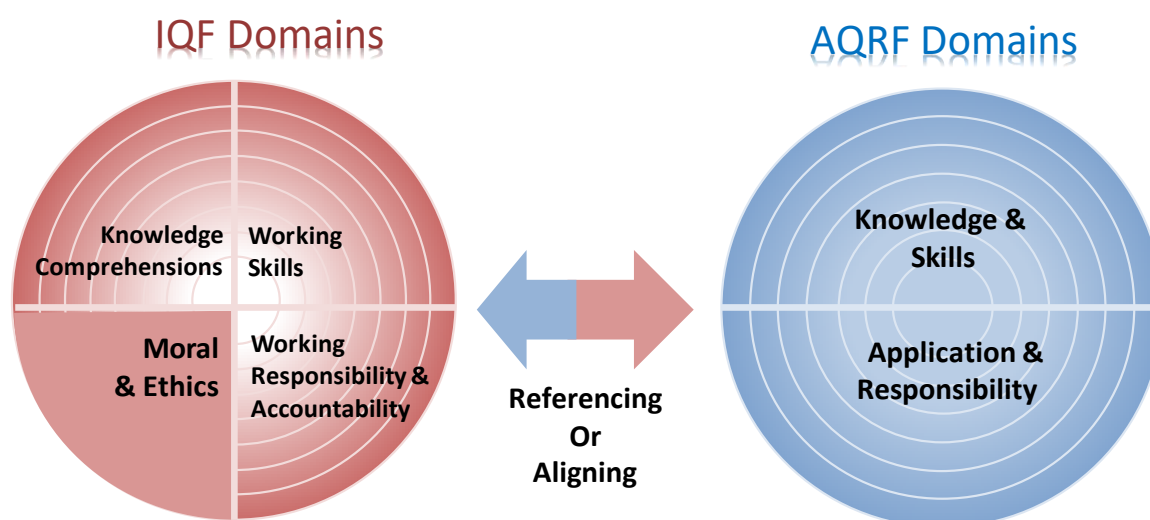 IQF Domains
AQRF Domains
Knowledge
Comprehensions
Working
Skills
Moral
& Ethics
Working
Responsibility &
Accountability
Referencing
Or
Aligning
Knowledge &
Skills
Application &
Responsibility